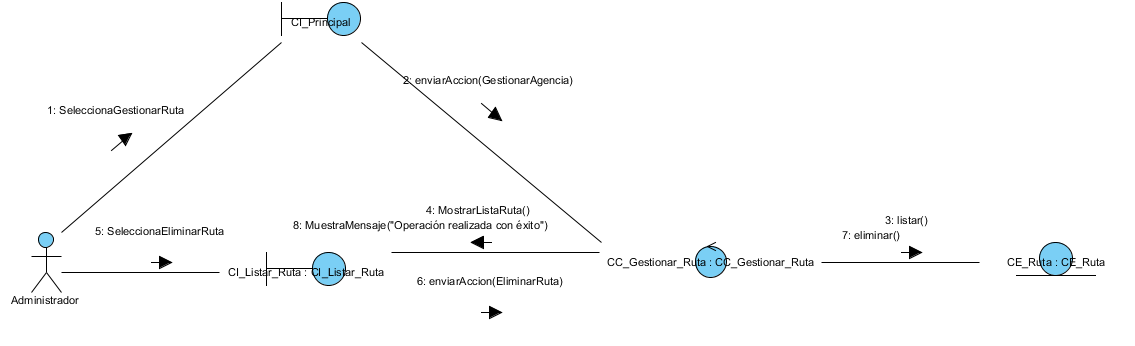 CI_Principal
2: enviarAccion(GestionarAgencia)
1: SeleccionaGestionarRuta
4: MostrarListaRuta()
8: MuestraMensaje("Operación realizada con éxito")
3: listar()
7: eliminar()
5: SeleccionaEliminarRuta
CI_Listar_Ruta : CI_Listar_Ruta
CC_Gestionar_Ruta : CC_Gestionar_Ruta
CE_Ruta : CE_Ruta
6: enviarAccion(EliminarRuta)
Administrador